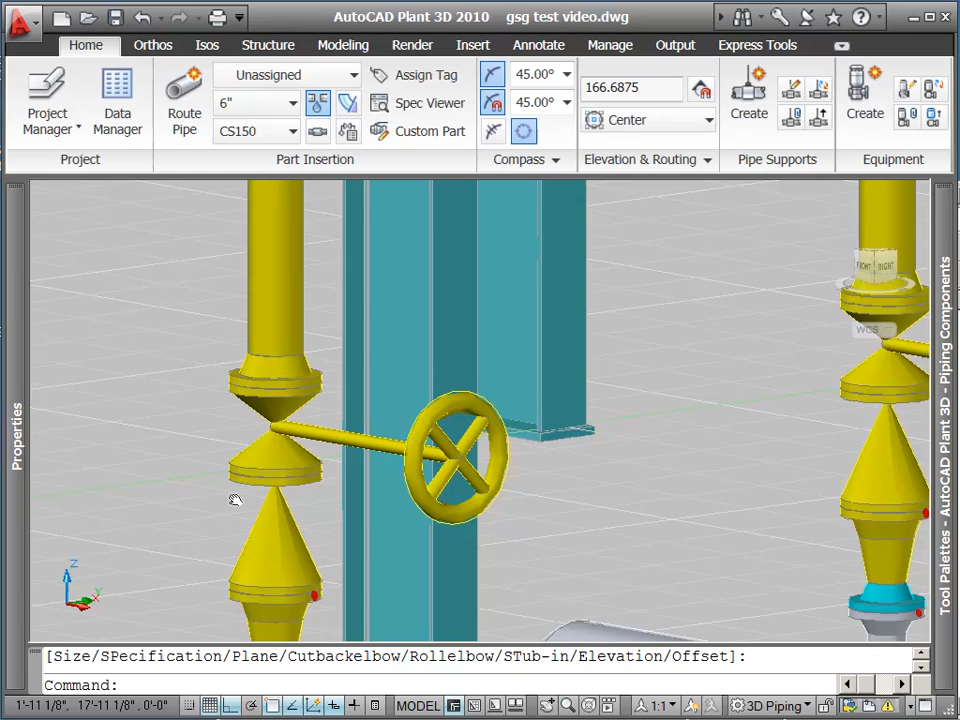 AutoCAD Plant 3D 2010 gsg test video.dwg
Home Orthos Isos Structure Modeling Render Insert Annotate Manage Output Express Tools
Project Manager
Data Manager
Project
Route Pipe
Unassigned
6"
CS150
Assign Tag
Spec Viewer
Custom Part
Part Insertion
45.00°
45.00°
Compass
166.6875
Center
Elevation & Routing
Create
Pipe Supports
Create
Equipment
Properties
RIGHT
WCS
Z
Tool Palettes - AutoCAD Plant 3D - Piping Components
[Size/SPecification/Plane/Cutbackelbow/Rollelbow/STub-in/Elevation/Offset]:
Command:
1'-11 1/8", 17'-11 1/8", 0'-0" MODEL 1:1 3D Piping